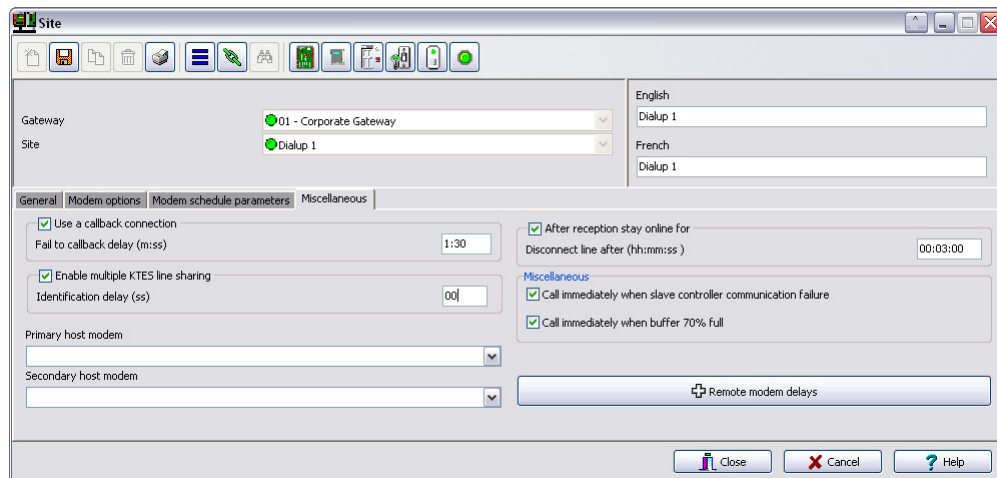 Site
English
Gateway
01 - Corporate Gateway
Dialup 1
Site
Dialup 1
French
Dialup 1
General
Modem options
Modem schedule parameters
Miscellaneous
Use a callback connection
Fail to callback delay (m:ss)
1:30
Enable multiple KTES line sharing
Identification delay (ss)
00
Primary host modem
Secondary host modem
After reception stay online for
Disconnect line after (hh:mm:ss )
00:03:00
Miscellaneous
Call immediately when slave controller communication failure
Call immediately when buffer 70% full
Remote modem delays
Close
Cancel
? Help